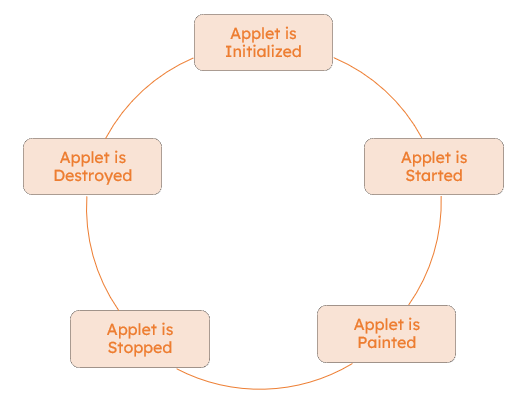 Applet is
Initialized
Applet is
Started
Applet is
Painted
Applet is
Stopped
Applet is
Destroyed